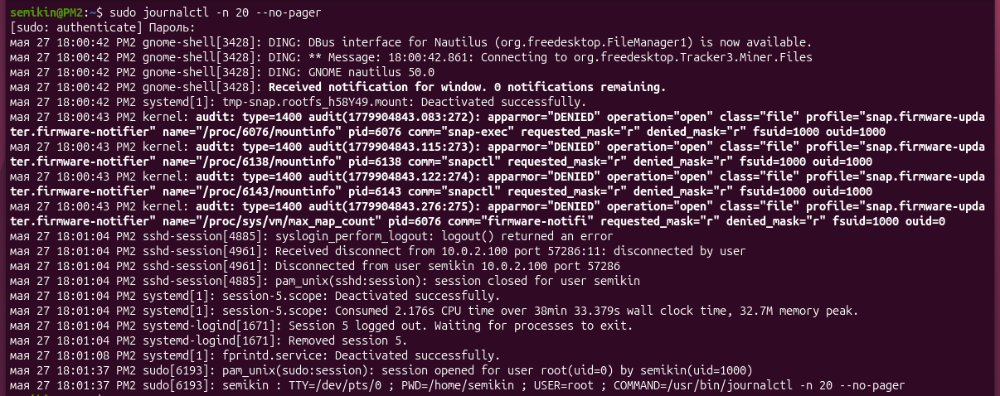 semikin@PM2:~$ sudo journalctl -n 20 --no-pager
[sudo: authenticate] Пароль:
мая 27 18:00:42 PM2 gnome-shell[3428]: DING: DBus interface for Nautilus (org.freedesktop.FileManager1) is now available.
мая 27 18:00:42 PM2 gnome-shell[3428]: DING: ** Message: 18:00:42.861: Connecting to org.freedesktop.Tracker3.Miner.Files
мая 27 18:00:42 PM2 gnome-shell[3428]: DING: GNOME nautilus 50.0
мая 27 18:00:42 PM2 gnome-shell[3428]: Received notification for window. 0 notifications remaining.
мая 27 18:00:42 PM2 systemd[1]: tmp-snap.rootfs_h58Y49.mount: Deactivated successfully.
мая 27 18:00:43 PM2 kernel: audit: type=1400 audit(1779904843.083:272): apparmor="DENIED" operation="open" class="file" profile="snap.firmware-upda
ter.firmware-notifier" name="/proc/6076/mountinfo" pid=6076 comm="snap-exec" requested_mask="r" denied_mask="r" fsuid=1000 ouid=1000
мая 27 18:00:43 PM2 kernel: audit: type=1400 audit(1779904843.115:273): apparmor="DENIED" operation="open" class="file" profile="snap.firmware-upda
ter.firmware-notifier" name="/proc/6138/mountinfo" pid=6138 comm="snapctl" requested_mask="r" denied_mask="r" fsuid=1000 ouid=1000
мая 27 18:00:43 PM2 kernel: audit: type=1400 audit(1779904843.122:274): apparmor="DENIED" operation="open" class="file" profile="snap.firmware-upda
ter.firmware-notifier" name="/proc/6143/mountinfo" pid=6143 comm="snapctl" requested_mask="r" denied_mask="r" fsuid=1000 ouid=1000
мая 27 18:00:43 PM2 kernel: audit: type=1400 audit(1779904843.276:275): apparmor="DENIED" operation="open" class="file" profile="snap.firmware-upda
ter.firmware-notifier" name="/proc/sys/vm/max_map_count" pid=6076 comm="firmware-notifi" requested_mask="r" denied_mask="r" fsuid=1000 ouid=0
мая 27 18:01:04 PM2 sshd-session[4885]: syslogin_perform_logout: logout() returned an error
мая 27 18:01:04 PM2 sshd-session[4961]: Received disconnect from 10.0.2.100 port 57286:11: disconnected by user
мая 27 18:01:04 PM2 sshd-session[4961]: Disconnected from user semikin 10.0.2.100 port 57286
мая 27 18:01:04 PM2 sshd-session[4885]: pam_unix(sshd:session): session closed for user semikin
мая 27 18:01:04 PM2 systemd[1]: session-5.scope: Deactivated successfully.
мая 27 18:01:04 PM2 systemd[1]: session-5.scope: Consumed 2.176s CPU time over 38min 33.379s wall clock time, 32.7M memory peak.
мая 27 18:01:04 PM2 systemd-logind[1671]: Session 5 logged out. Waiting for processes to exit.
мая 27 18:01:04 PM2 systemd-logind[1671]: Removed session 5.
мая 27 18:01:08 PM2 systemd[1]: fprintd.service: Deactivated successfully.
мая 27 18:01:37 PM2 sudo[6193]: pam_unix(sudo:session): session opened for user root(uid=0) by semikin(uid=1000)
мая 27 18:01:37 PM2 sudo[6193]: semikin : TTY=/dev/pts/0 ; PWD=/home/semikin ; USER=root ; COMMAND=/usr/bin/journalctl -n 20 --no-pager